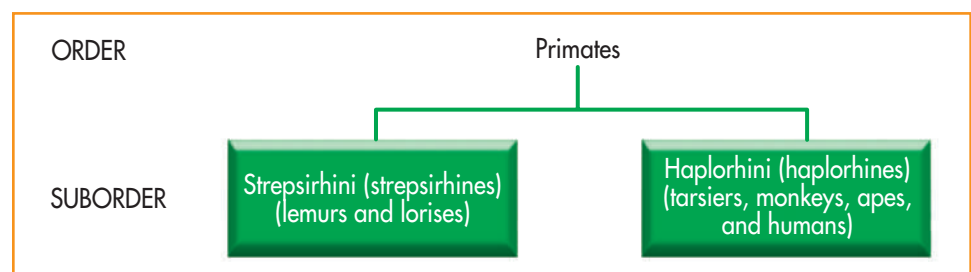 ORDER
Primates
SUBORDER
Strepsirhini (strepsirhines)
(lemurs and lorises)
Haplorhini (haplorhines)
(tarsiers, monkeys, apes,
and humans)